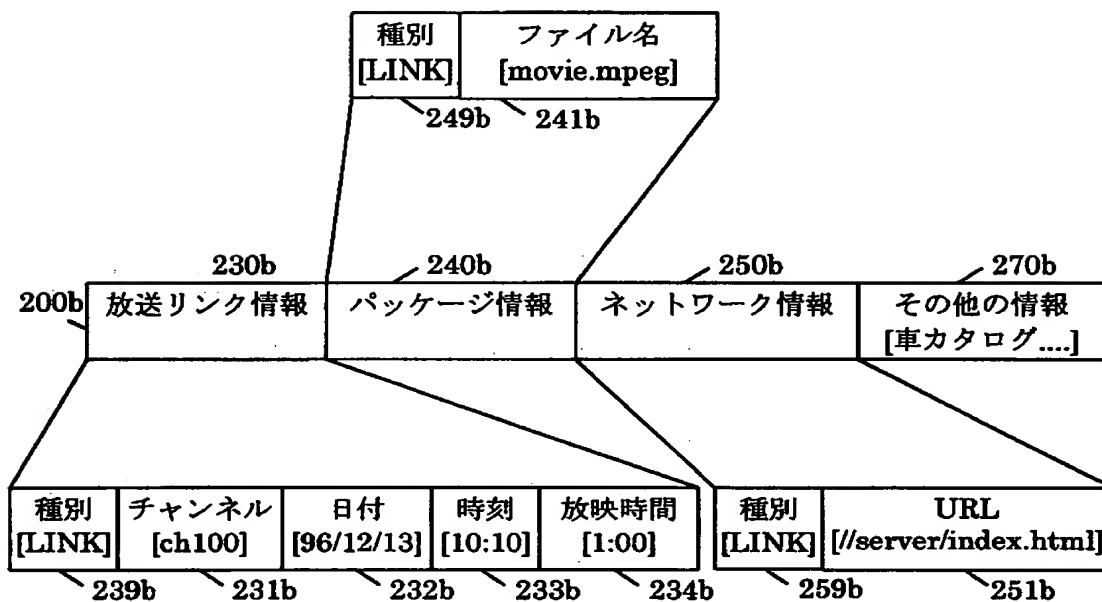 種別 ファイル名
[LINK] [movie.mpeg]
249b 241b
230b 240b 250b 270b
200b 放送リンク情報 パッケージ情報 ネットワーク情報 その他の情報
[車カタログ....]
種別 チャンネル 日付 時刻 放映時間 種別 URL
[LINK] [ch100] [96/12/13] [10:10] [1:00] [LINK] [//server/index.html]
239b 231b 232b 233b 234b 259b 251b